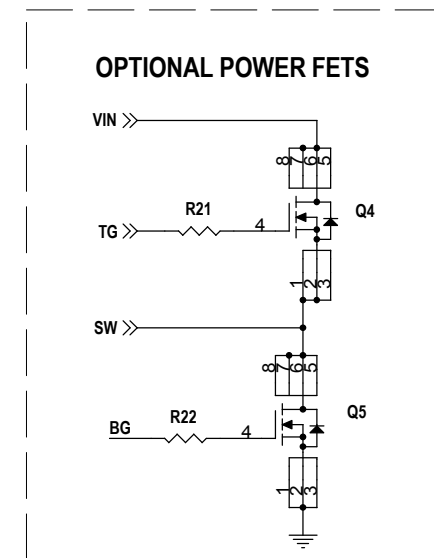 OPTIONAL POWER FETS
VIN
8 7 6 5
R21
Q4
TG
4
1 2 3
SW
8 7 6 5
R22
Q5
BG
4
1 2 3